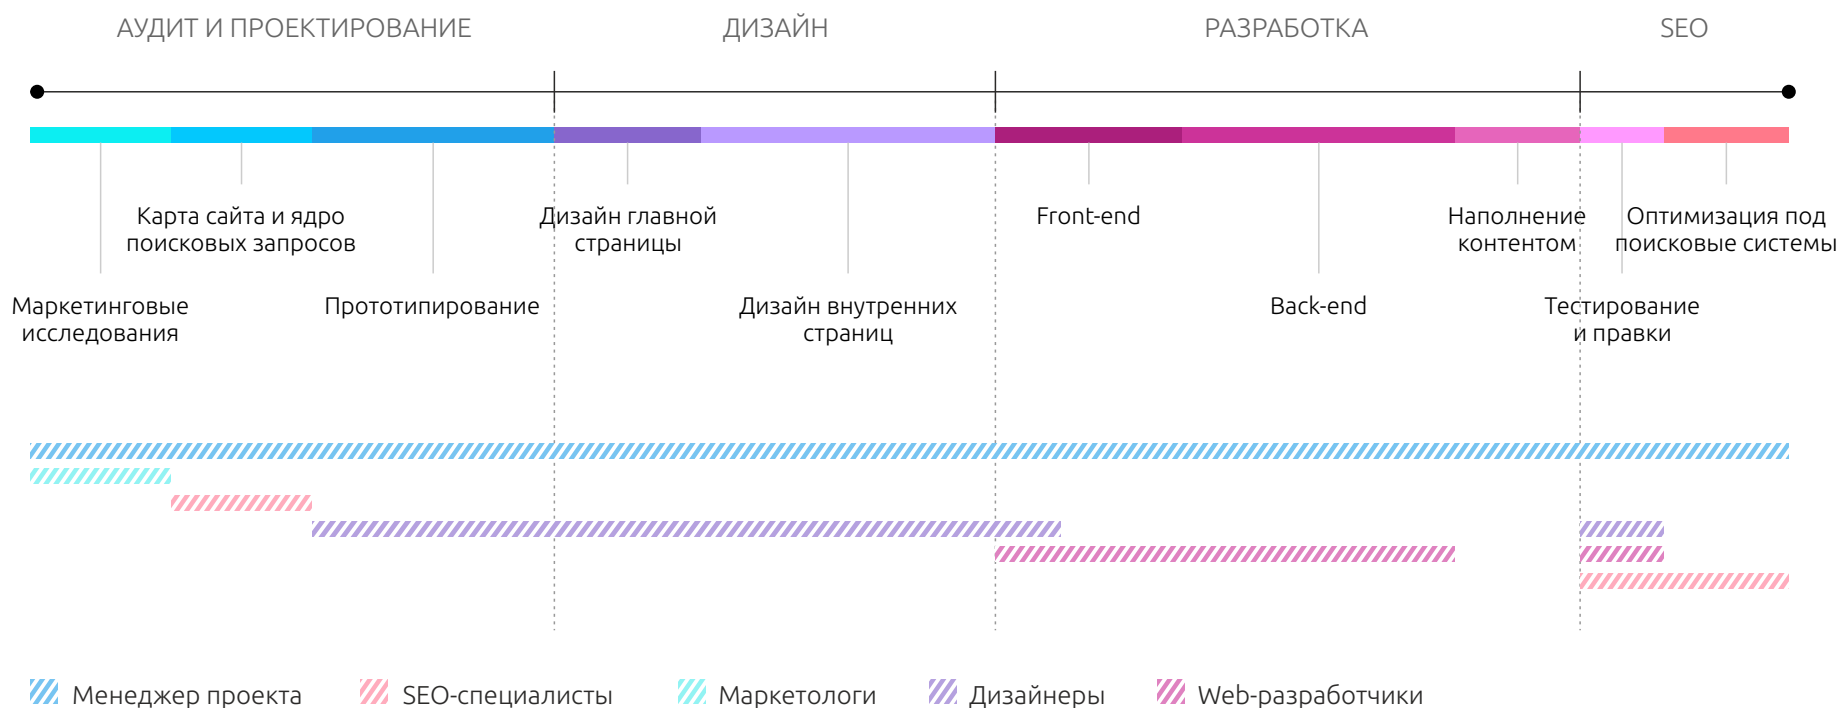 АУДИТ И ПРОЕКТИРОВАНИЕ
ДИЗАЙН
РАЗРАБОТКА
SEO
Карта сайта и ядро
поисковых запросов
Дизайн главной
страницы
Front-end
Наполнение
контентом
Оптимизация под
поисковые системы
Маркетинговые
исследования
Прототипирование
Дизайн внутренних
страниц
Back-end
Тестирование
и правки
Менеджер проекта
SEO-специалисты
Маркетологи
Дизайнеры
Web-разработчики